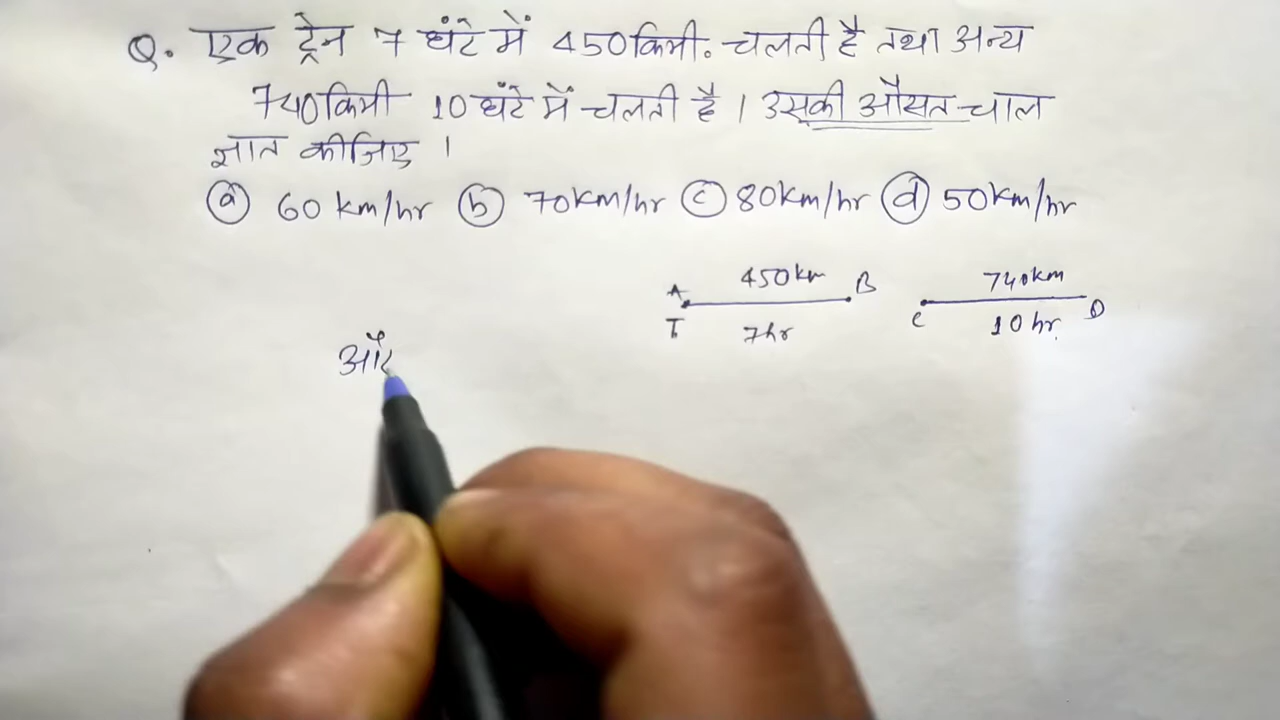 Q. एक ट्रेन 7 घंटे में 450 किमी. चलती है तथा अन्य
740 किमी 10 घंटे में चलती है । उसकी औसत चाल
ज्ञात कीजिए ।
(a) 60 km/hr (b) 70 km/hr (c) 80 km/hr (d) 50 km/hr
A 450 km B C 740 km D
T 7 hr 10 hr.